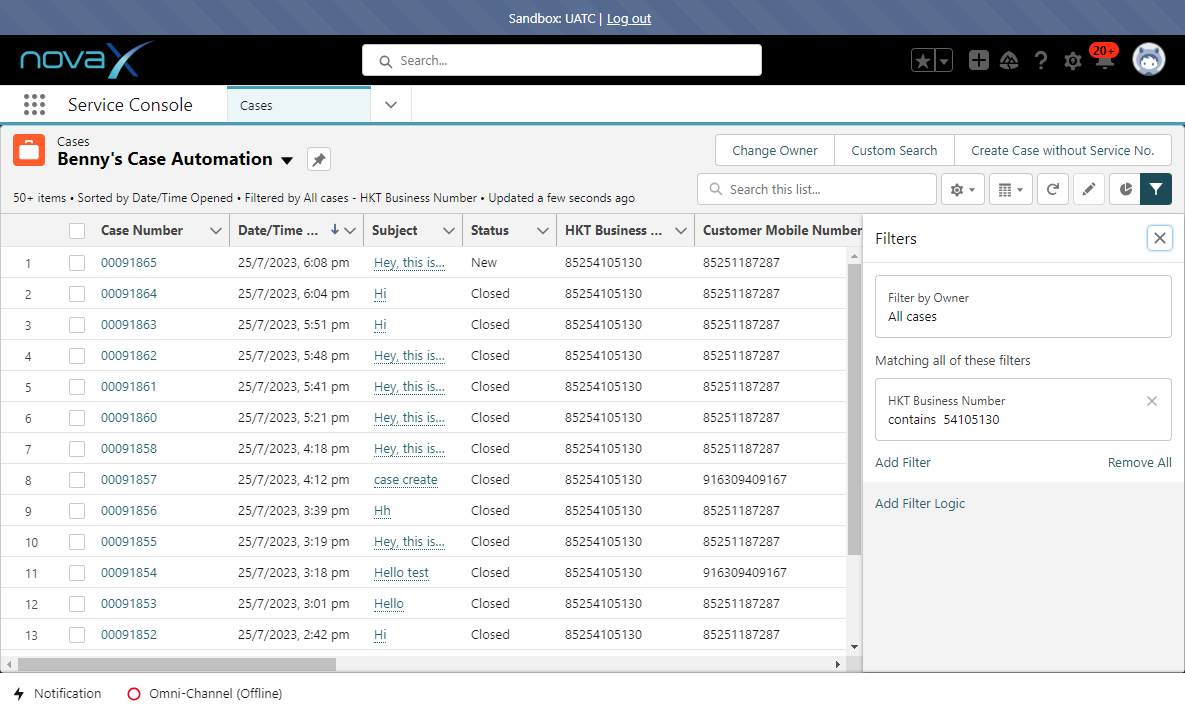 Sandbox: UATC | Log out
novaX
Search...
20+
Service Console
Cases
Cases
Benny's Case Automation
Change Owner
Custom Search
Create Case without Service No.
50+ items • Sorted by Date/Time Opened • Filtered by All cases - HKT Business Number • Updated a few seconds ago
Search this list...
Case Number Date/Time ... Subject Status HKT Business ... Customer Mobile Number
1 00091865 25/7/2023, 6:08 pm Hey, this is... New 85254105130 85251187287
2 00091864 25/7/2023, 6:04 pm Hi Closed 85254105130 85251187287
3 00091863 25/7/2023, 5:51 pm Hi Closed 85254105130 85251187287
4 00091862 25/7/2023, 5:48 pm Hey, this is... Closed 85254105130 85251187287
5 00091861 25/7/2023, 5:41 pm Hey, this is... Closed 85254105130 85251187287
6 00091860 25/7/2023, 5:21 pm Hey, this is... Closed 85254105130 85251187287
7 00091858 25/7/2023, 4:18 pm Hey, this is... Closed 85254105130 85251187287
8 00091857 25/7/2023, 4:12 pm case create Closed 85254105130 916309409167
9 00091856 25/7/2023, 3:39 pm Hh Closed 85254105130 85251187287
10 00091855 25/7/2023, 3:19 pm Hey, this is... Closed 85254105130 85251187287
11 00091854 25/7/2023, 3:18 pm Hello test Closed 85254105130 916309409167
12 00091853 25/7/2023, 3:01 pm Hello Closed 85254105130 85251187287
13 00091852 25/7/2023, 2:42 pm Hi Closed 85254105130 85251187287
Filters
Filter by Owner
All cases
Matching all of these filters
HKT Business Number
contains 54105130
Add Filter
Remove All
Add Filter Logic
Notification
Omni-Channel (Offline)